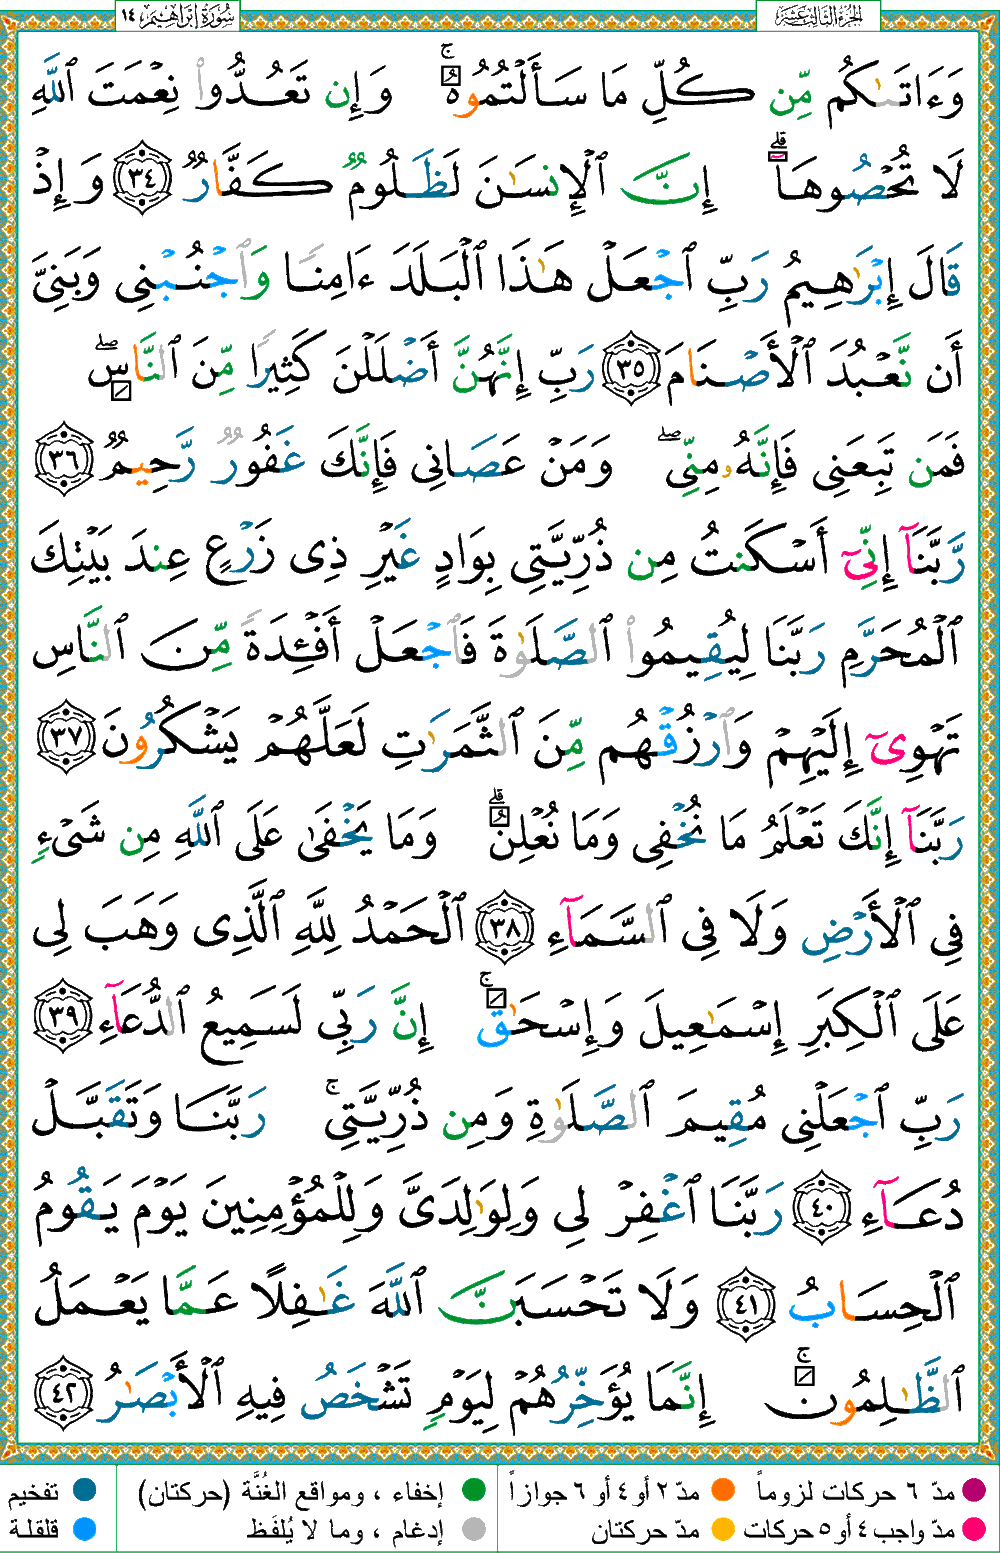 الجزء الثالث عشر
سورة إبراهيم ١٤
وَءَاتَىٰكُم مِّن كُلِّ مَا سَأَلْتُمُوهُ ۚ وَإِن تَعُدُّوا۟ نِعْمَتَ ٱللَّهِ
لَا تُحْصُوهَا ۗ إِنَّ ٱلْإِنسَٰنَ لَظَلُومٌ كَفَّارٌ ٣٤ وَإِذْ
قَالَ إِبْرَٰهِيمُ رَبِّ ٱجْعَلْ هَٰذَا ٱلْبَلَدَ ءَامِنًا وَٱجْنُبْنِى وَبَنِىَّ
أَن نَّعْبُدَ ٱلْأَصْنَامَ ٣٥ رَبِّ إِنَّهُنَّ أَضْلَلْنَ كَثِيرًا مِّنَ ٱلنَّاسِ ۖ
فَمَن تَبِعَنِى فَإِنَّهُۥ مِنِّى ۖ وَمَنْ عَصَانِى فَإِنَّكَ غَفُورٌ رَّحِيمٌ ٣٦
رَّبَّنَآ إِنِّىٓ أَسْكَنتُ مِن ذُرِّيَّتِى بِوَادٍ غَيْرِ ذِى زَرْعٍ عِندَ بَيْتِكَ
ٱلْمُحَرَّمِ رَبَّنَا لِيُقِيمُوا۟ ٱلصَّلَوٰةَ فَٱجْعَلْ أَفْـِٔدَةً مِّنَ ٱلنَّاسِ
تَهْوِىٓ إِلَيْهِمْ وَٱرْزُقْهُم مِّنَ ٱلثَّمَرَٰتِ لَعَلَّهُمْ يَشْكُرُونَ ٣٧
رَبَّنَآ إِنَّكَ تَعْلَمُ مَا نُخْفِى وَمَا نُعْلِنُ ۗ وَمَا يَخْفَىٰ عَلَى ٱللَّهِ مِن شَىْءٍ
فِى ٱلْأَرْضِ وَلَا فِى ٱلسَّمَآءِ ٣٨ ٱلْحَمْدُ لِلَّهِ ٱلَّذِى وَهَبَ لِى
عَلَى ٱلْكِبَرِ إِسْمَٰعِيلَ وَإِسْحَٰقَ ۚ إِنَّ رَبِّى لَسَمِيعُ ٱلدُّعَآءِ ٣٩
رَبِّ ٱجْعَلْنِى مُقِيمَ ٱلصَّلَوٰةِ وَمِن ذُرِّيَّتِى ۚ رَبَّنَا وَتَقَبَّلْ
دُعَآءِ ٤٠ رَبَّنَا ٱغْفِرْ لِى وَلِوَٰلِدَىَّ وَلِلْمُؤْمِنِينَ يَوْمَ يَقُومُ
ٱلْحِسَابُ ٤١ وَلَا تَحْسَبَنَّ ٱللَّهَ غَٰفِلًا عَمَّا يَعْمَلُ
ٱلظَّٰلِمُونَ ۚ إِنَّمَا يُؤَخِّرُهُمْ لِيَوْمٍ تَشْخَصُ فِيهِ ٱلْأَبْصَٰرُ ٤٢
مدّ ٦ حركات لزوماً مدّ ٢ أو ٤ أو ٦ جوازاً إخفاء ، ومواقع الغُنَّة (حركتان) تفخيم
مدّ واجب ٤ أو ٥ حركات مدّ حركتان إدغام ، وما لا يُلفَظ قلقلة